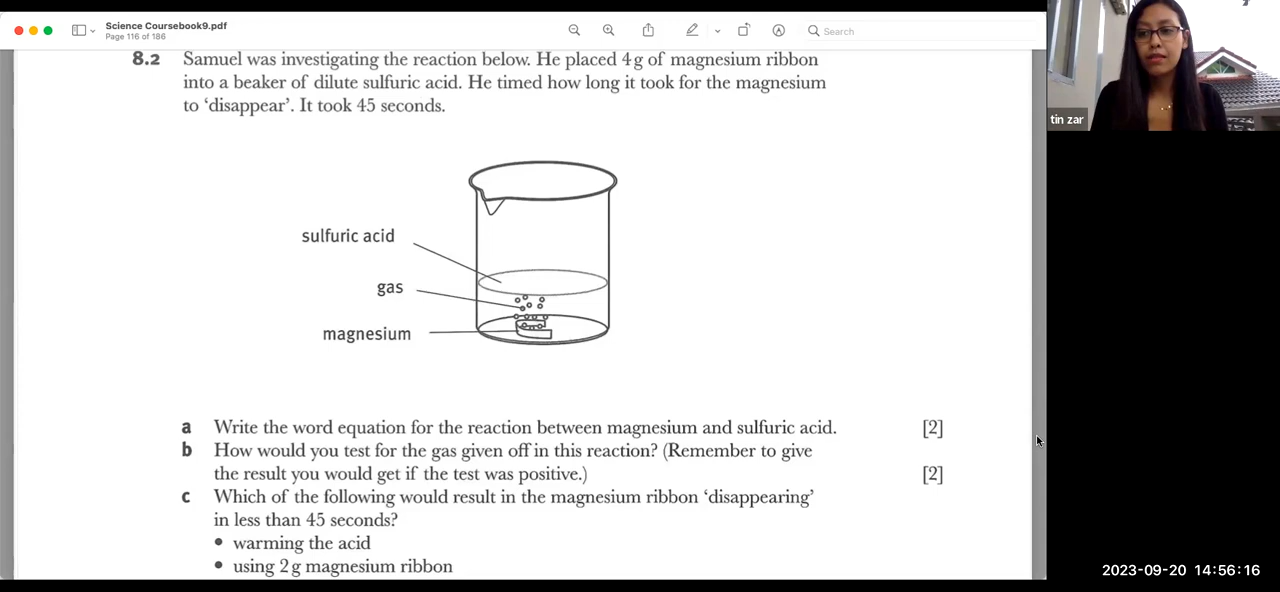 Science Coursebook9.pdf
Page 116 of 186
Search
8.2 Samuel was investigating the reaction below. He placed 4 g of magnesium ribbon
into a beaker of dilute sulfuric acid. He timed how long it took for the magnesium
to ‘disappear’. It took 45 seconds.
sulfuric acid
gas
magnesium
a Write the word equation for the reaction between magnesium and sulfuric acid. [2]
b How would you test for the gas given off in this reaction? (Remember to give
the result you would get if the test was positive.) [2]
c Which of the following would result in the magnesium ribbon ‘disappearing’
in less than 45 seconds?
• warming the acid
• using 2 g magnesium ribbon
tin zar
2023-09-20 14:56:16